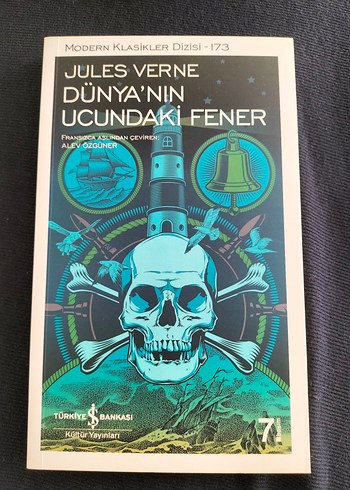 MODERN KLASİKLER DİZİSİ - 173
JULES VERNE
DÜNYA'NIN
UCUNDAKİ FENER
FRANSIZCA ASLINDAN ÇEVİREN:
ALEV ÖZGÜNER
TÜRKİYE İŞ BANKASI
Kültür Yayınları
7!